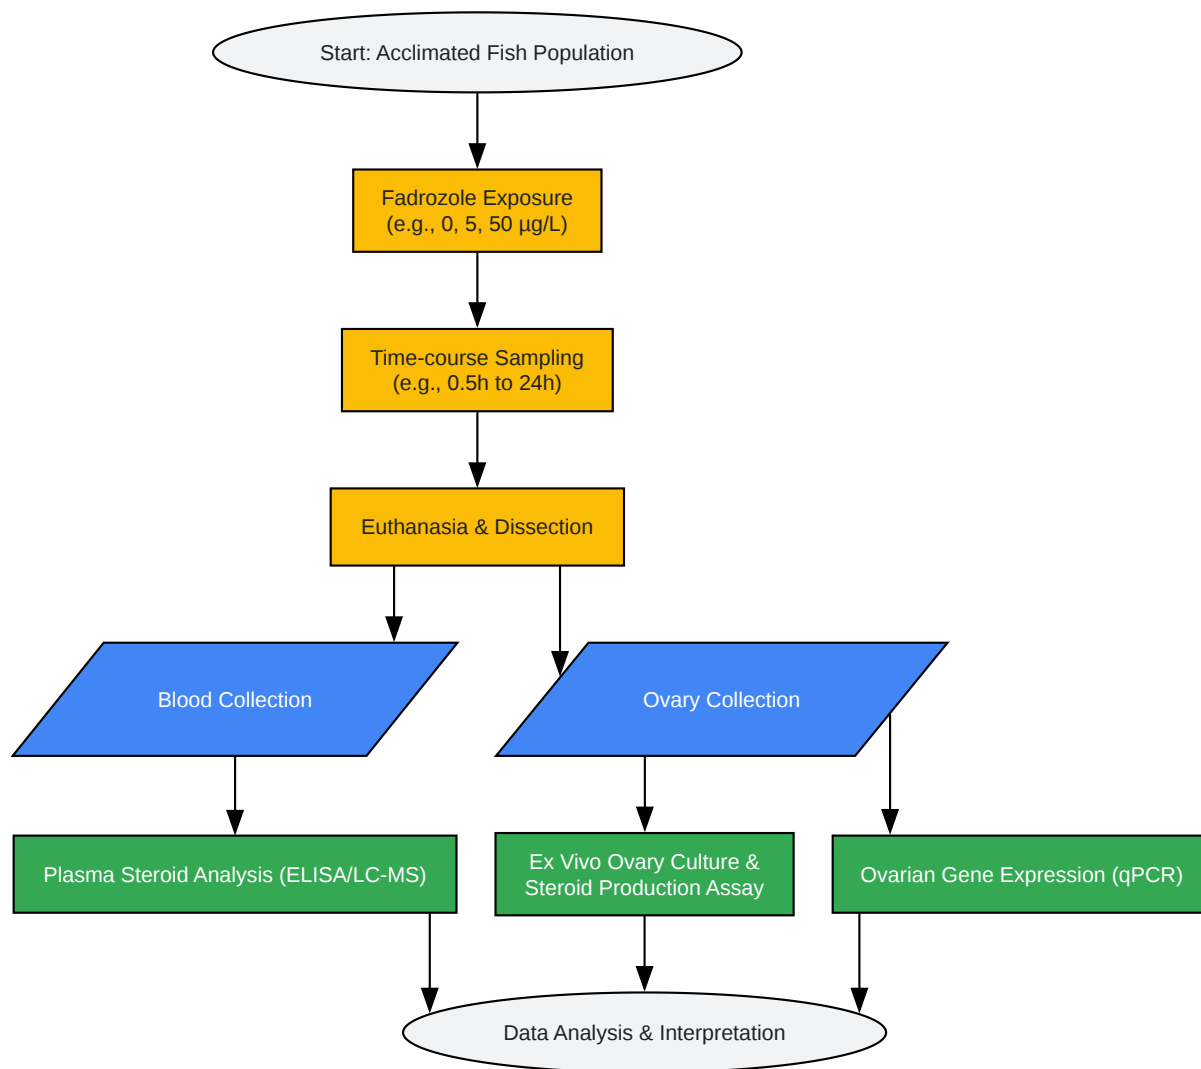 Start: Acclimated Fish Population
Fadrozole Exposure
(e.g., 0, 5, 50 µg/L)
Time-course Sampling
(e.g., 0.5h to 24h)
Euthanasia & Dissection
Blood Collection
Ovary Collection
Plasma Steroid Analysis (ELISA/LC-MS)
Ex Vivo Ovary Culture &
Steroid Production Assay
Ovarian Gene Expression (qPCR)
Data Analysis & Interpretation